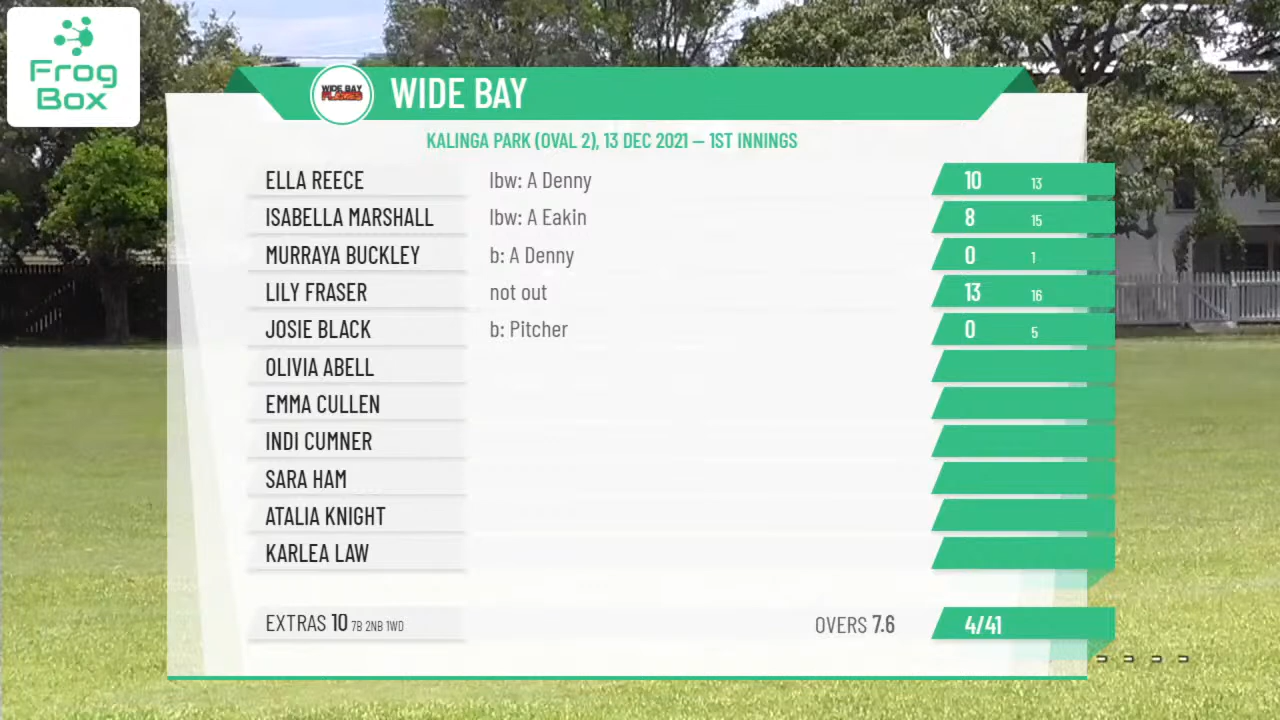 Frog
Box
WIDE BAY
WIDE BAY
KALINGA PARK (OVAL 2), 13 DEC 2021 – 1ST INNINGS
ELLA REECE lbw: A Denny 10 13
ISABELLA MARSHALL lbw: A Eakin 8 15
MURRAYA BUCKLEY b: A Denny 0 1
LILY FRASER not out 13 16
JOSIE BLACK b: Pitcher 0 5
OLIVIA ABELL
EMMA CULLEN
INDI CUMNER
SARA HAM
ATALIA KNIGHT
KARLEA LAW
EXTRAS 10 7B 2NB 1WD OVERS 7.6 4/41